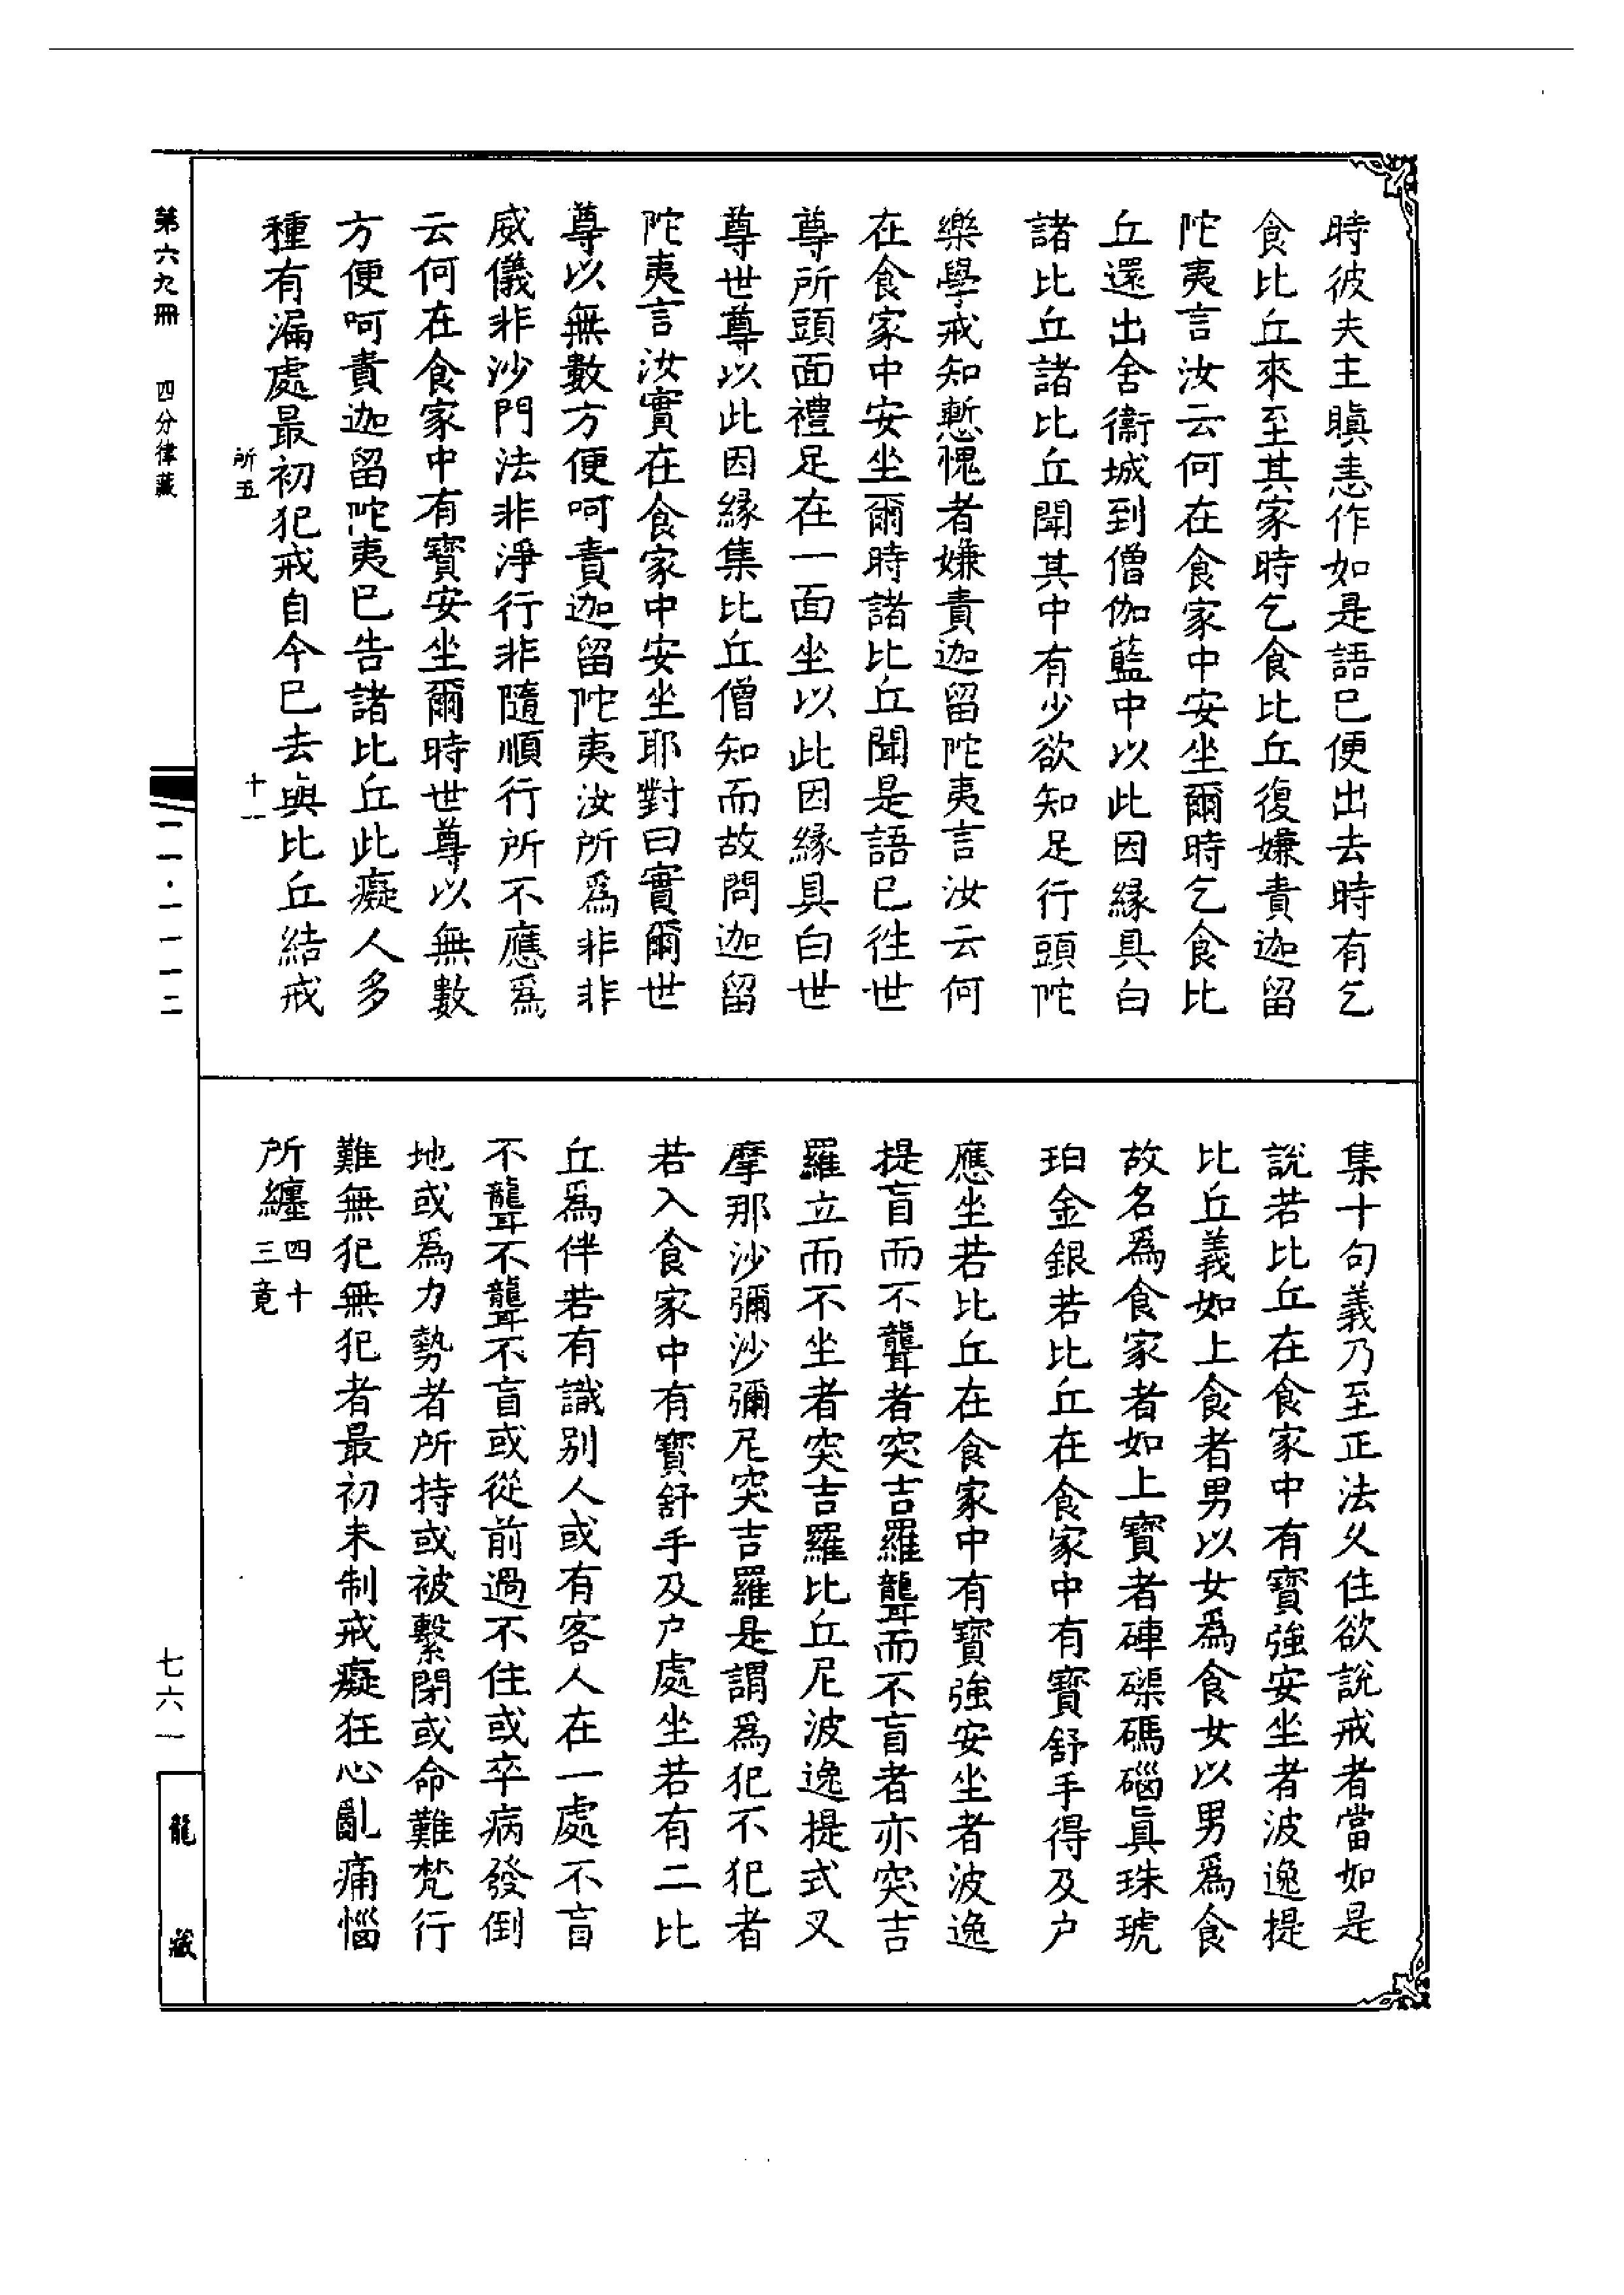 時彼夫主瞋恚作如是語已便出去時有乞
食比丘來至其家時乞食比丘復嫌責迦留
陀夷言汝云何在食家中安坐爾時乞食比
丘還出舍衞城到僧伽藍中以此因緣具白
諸比丘諸比丘聞其中有少欲知足行頭陀
樂學戒知慙愧者嫌責迦留陀夷言汝云何
在食家中安坐爾時諸比丘聞是語已徃世
尊所頭面禮足在一面坐以此因緣具白世
尊世尊以此因緣集比丘僧知而故問迦留
陀夷言汝實在食家中安坐耶對曰實爾世
尊以無數方便呵責迦留陀夷汝所爲非非
威儀非沙門法非淨行非隨順行所不應爲
云何在食家中有寶安坐爾時世尊以無數
方便呵責迦留陀夷已告諸比丘此癡人多
種有漏處最初犯戒自今已去與比丘結戒
所五
十一
集十句義乃至正法久住欲說戒者當如是
說若比丘在食家中有寶強安坐者波逸提
比丘義如上食者男以女爲食女以男爲食
故名爲食家者如上寶者硨磲碼碯眞珠琥
珀金銀若比丘在食家中有寶舒手得及户
應坐若比丘在食家中有寶強安坐者波逸
提盲而不聾者突吉羅聾而不盲者亦突吉
羅立而不坐者突吉羅比丘尼波逸提式叉
摩那沙彌沙彌尼突吉羅是謂爲犯不犯者
若入食家中有寶舒手及户處坐若有二比
丘爲伴若有識別人或有客人在一處不盲
不聾不聾不盲或從前過不住或卒病發倒
地或爲力勢者所持或被繫閉或命難梵行
難無犯無犯者最初未制戒癡狂心亂痛惱
所纏四十三竟
第六九冊
四分律藏
一一·一一一二
七六一
龍藏